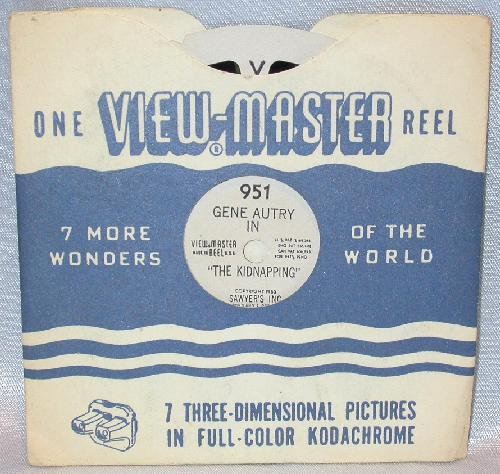 V
ONE VIEW-MASTER® REEL
951
GENE AUTRY
IN
VIEW-MASTER
REEL
"THE KIDNAPPING"
COPYRIGHT
SAWYER'S INC
7 MORE
WONDERS
OF THE
WORLD
7 THREE-DIMENSIONAL PICTURES
IN FULL-COLOR KODACHROME